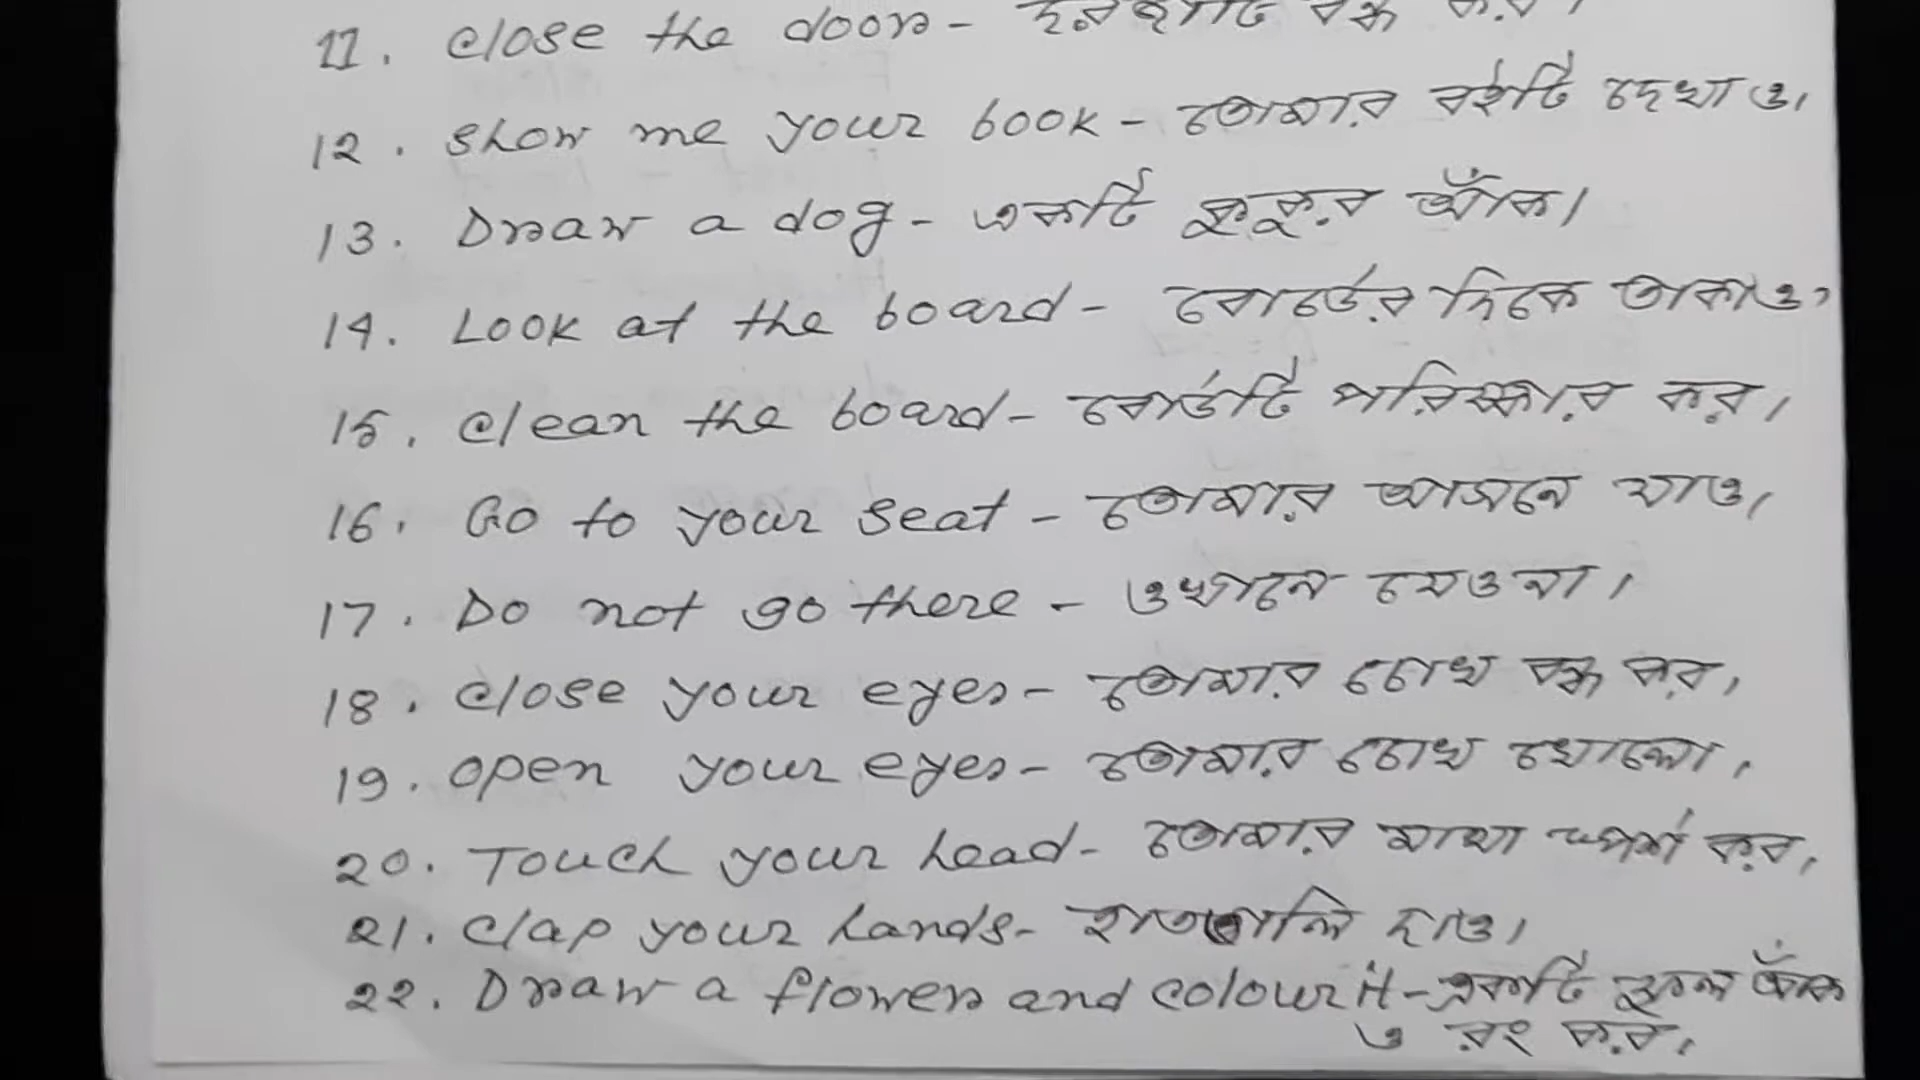 11. Close the door - দরজাটি বন্ধ কর।
12. Show me your book - তোমার বইটি দেখাও।
13. Draw a dog - একটি কুকুর আঁক।
14. Look at the board - বোর্ডের দিকে তাকাও।
15. Clean the board - বোর্ডটি পরিস্কার কর।
16. Go to your seat - তোমার আসনে যাও।
17. Do not go there - ওখানে যেওনা।
18. Close your eyes - তোমার চোখ বন্ধ কর।
19. Open your eyes - তোমার চোখ খোলো।
20. Touch your head - তোমার মাথা স্পর্শ কর।
21. Clap your hands - হাততালি দাও।
22. Draw a flower and colour it - একটি ফুল আঁক
ও রং কর।